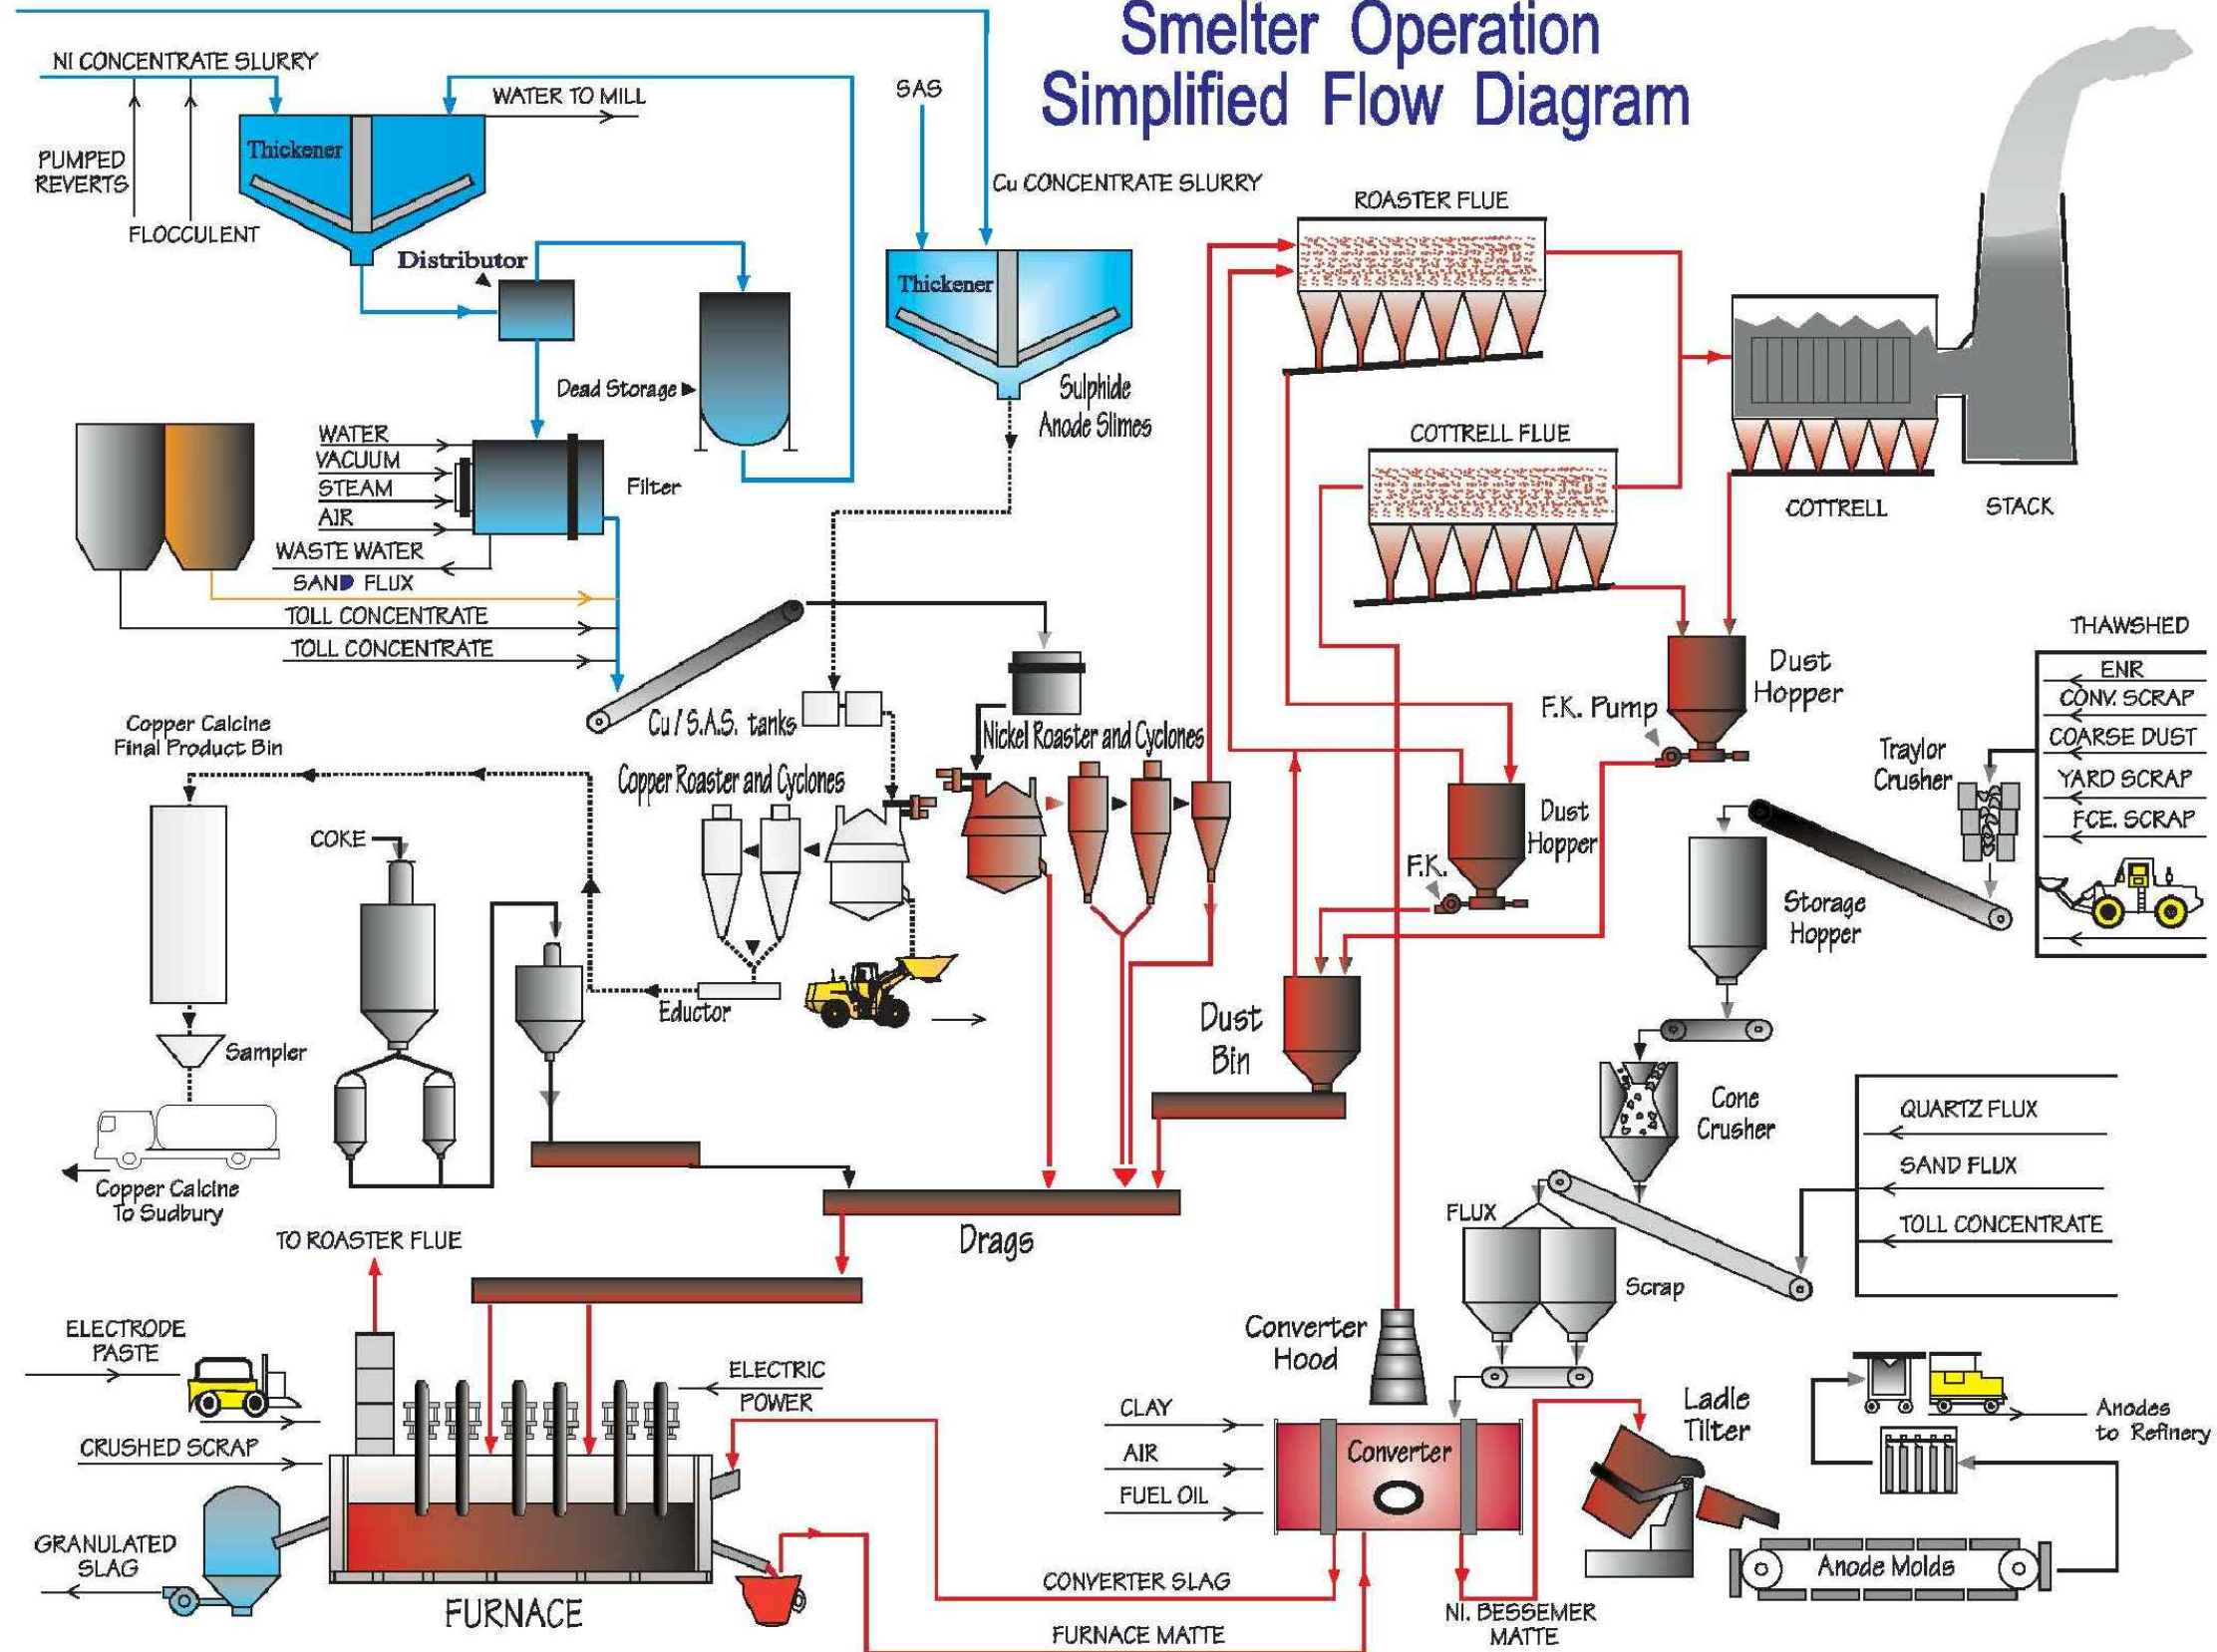 Smelter Operation
Simplified Flow Diagram
NI CONCENTRATE SLURRY
WATER TO MILL
SAS
PUMPED
REVERTS
Thickener
FLOCCULENT
Cu CONCENTRATE SLURRY
ROASTER FLUE
Distributor
Thickener
Dead Storage
Sulphide
Anode Slimes
COTTRELL FLUE
WATER
VACUUM
STEAM
AIR
Filter
WASTE WATER
SAND FLUX
TOLL CONCENTRATE
TOLL CONCENTRATE
COTTRELL
STACK
THAWSHED
ENR
CONV. SCRAP
COARSE DUST
YARD SCRAP
FCE. SCRAP
Dust
Hopper
F.K. Pump
Traylor
Crusher
Copper Calcine
Final Product Bin
Cu / S.A.S. tanks
Nickel Roaster and Cyclones
Copper Roaster and Cyclones
COKE
Dust
Hopper
F.K.
Storage
Hopper
Eductor
Dust
Bin
Sampler
Cone
Crusher
QUARTZ FLUX
SAND FLUX
TOLL CONCENTRATE
Copper Calcine
To Sudbury
Drags
FLUX
Scrap
TO ROASTER FLUE
ELECTRODE
PASTE
ELECTRIC
POWER
Converter
Hood
CRUSHED SCRAP
CLAY
AIR
FUEL OIL
Converter
Ladle
Tilter
Anodes
to Refinery
GRANULATED
SLAG
FURNACE
CONVERTER SLAG
FURNACE MATTE
NI. BESSEMER
MATTE
Anode Molds